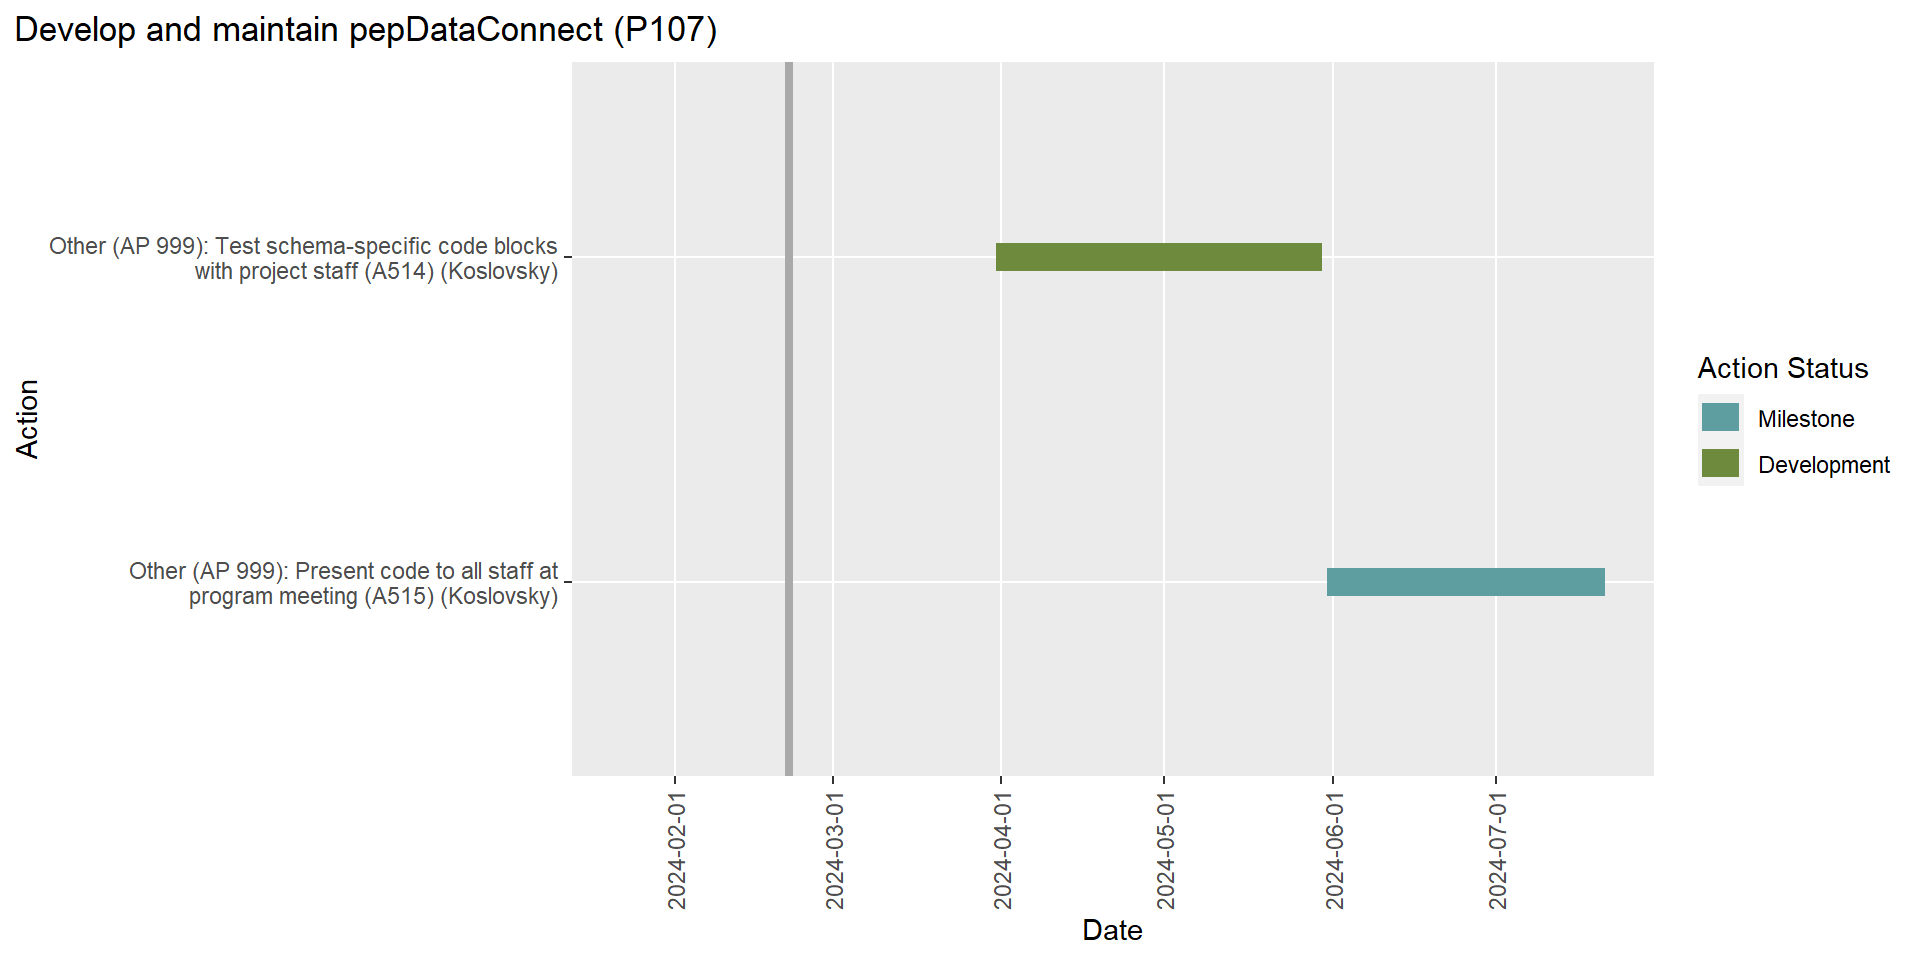 Develop and maintain pepDataConnect (P107)
Action
Other (AP 999): Test schema-specific code blocks
with project staff (A514) (Koslovsky)
Other (AP 999): Present code to all staff at
program meeting (A515) (Koslovsky)
2024-02-01
2024-03-01
2024-04-01
2024-05-01
2024-06-01
2024-07-01
Date
Action Status
Milestone
Development